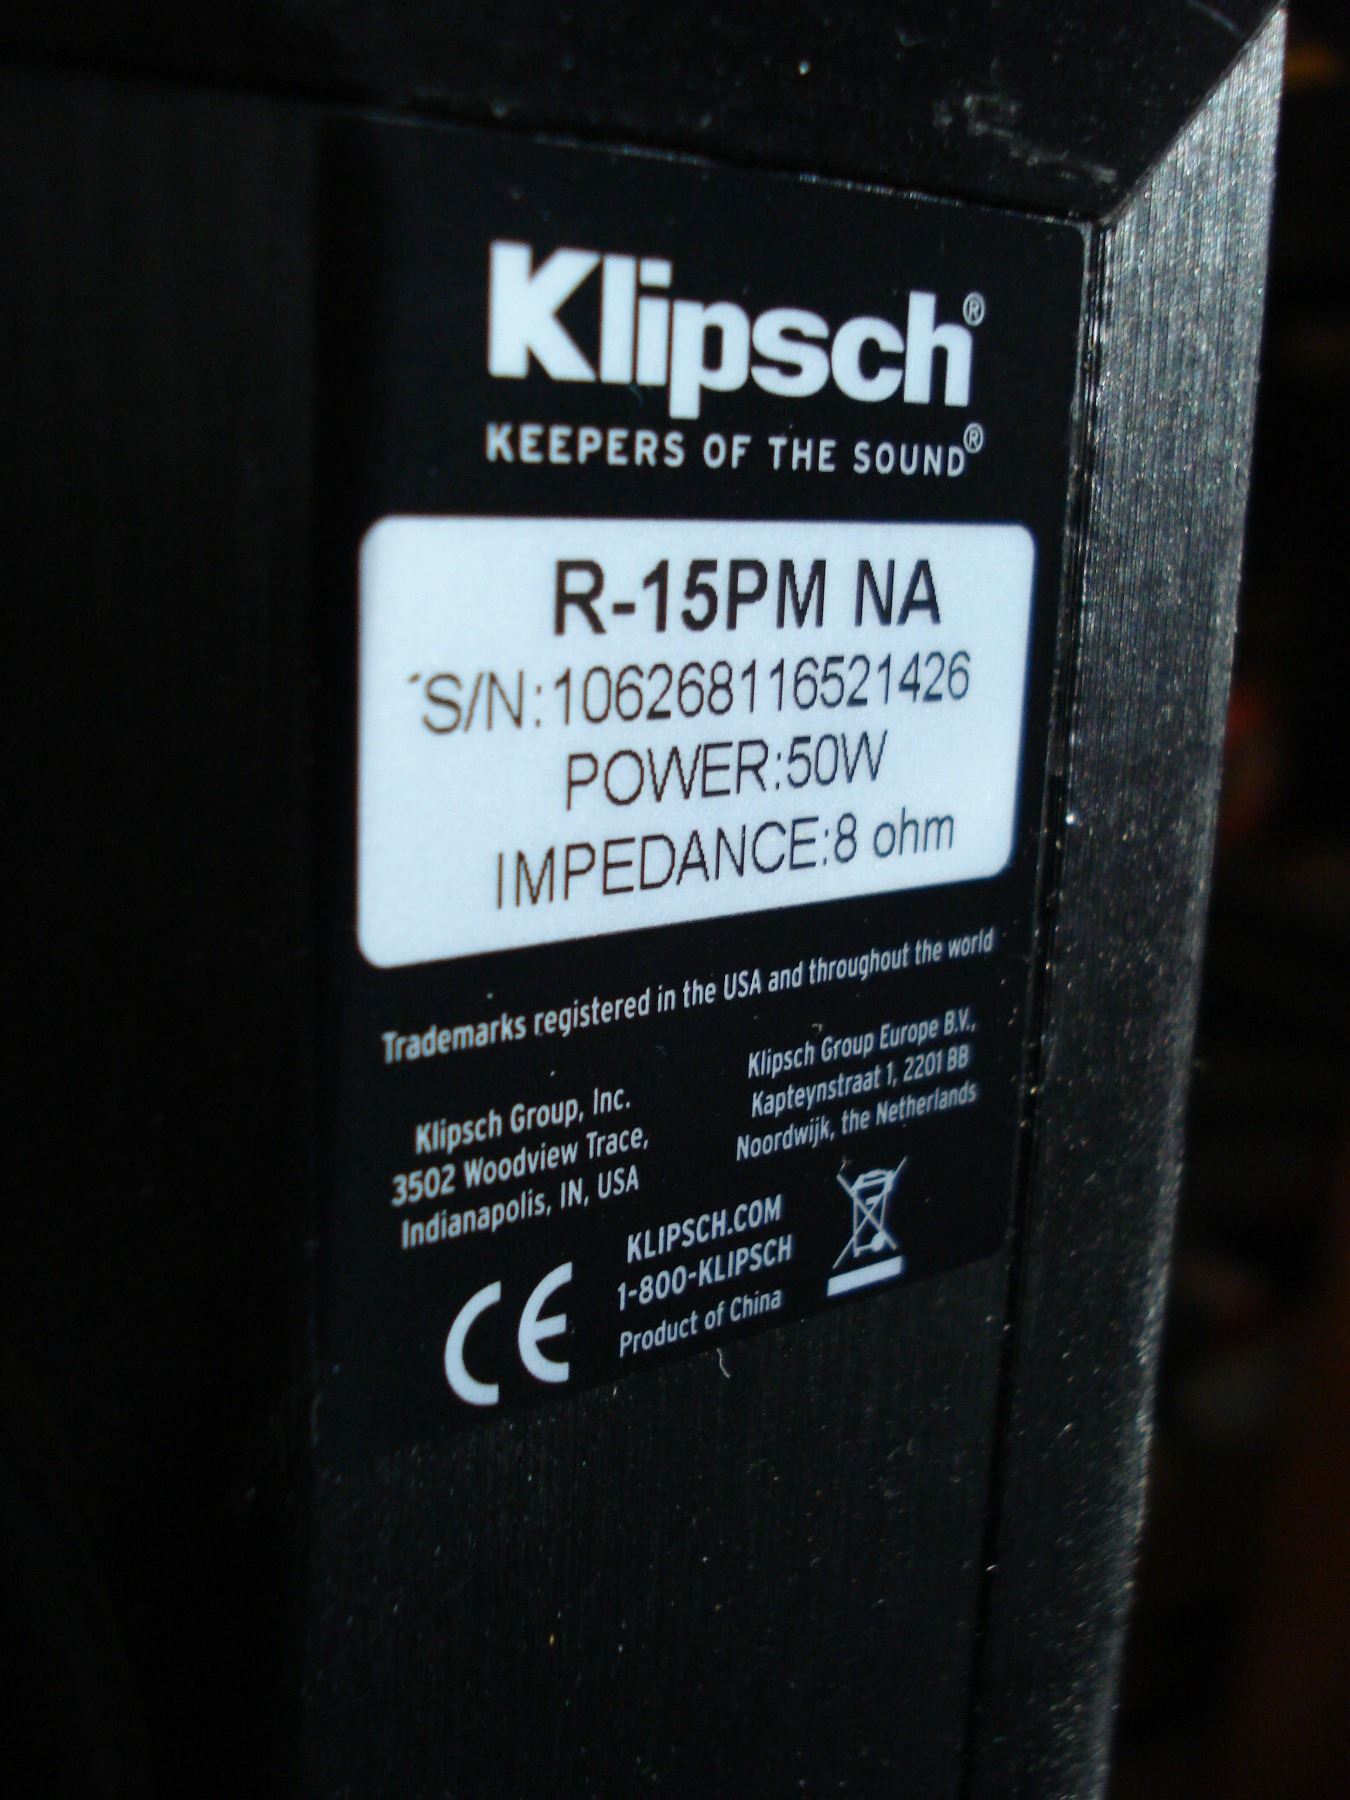 Klipsch®
KEEPERS OF THE SOUND®
R-15PM NA
S/N:106268116521426
POWER:50W
IMPEDANCE:8 ohm
Trademarks registered in the USA and throughout the world
Klipsch Group, Inc.
3502 Woodview Trace,
Indianapolis, IN, USA
Klipsch Group Europe B.V.,
Kapteynstraat 1, 2201 BB
Noordwijk, the Netherlands
CE
KLIPSCH.COM
1-800-KLIPSCH
Product of China